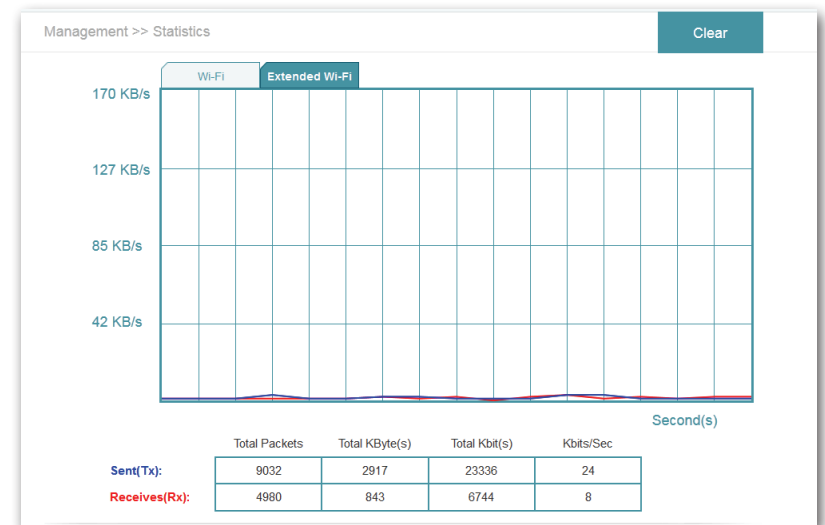 Management >> Statistics
Clear
Wi-Fi
Extended Wi-Fi
170 KB/s
127 KB/s
85 KB/s
42 KB/s
Second(s)
Total Packets Total KByte(s) Total Kbit(s) Kbits/Sec
Sent(Tx): 9032 2917 23336 24
Receives(Rx): 4980 843 6744 8